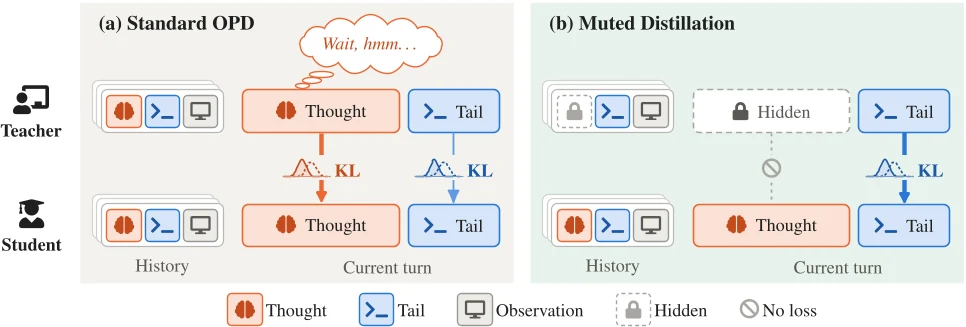 (a) Standard OPD
Wait, hmm...
Teacher
Thought
Tail
KL
KL
Student
Thought
Tail
History
Current turn
(b) Muted Distillation
Hidden
Tail
KL
Thought
Tail
History
Current turn
Thought
Tail
Observation
Hidden
No loss